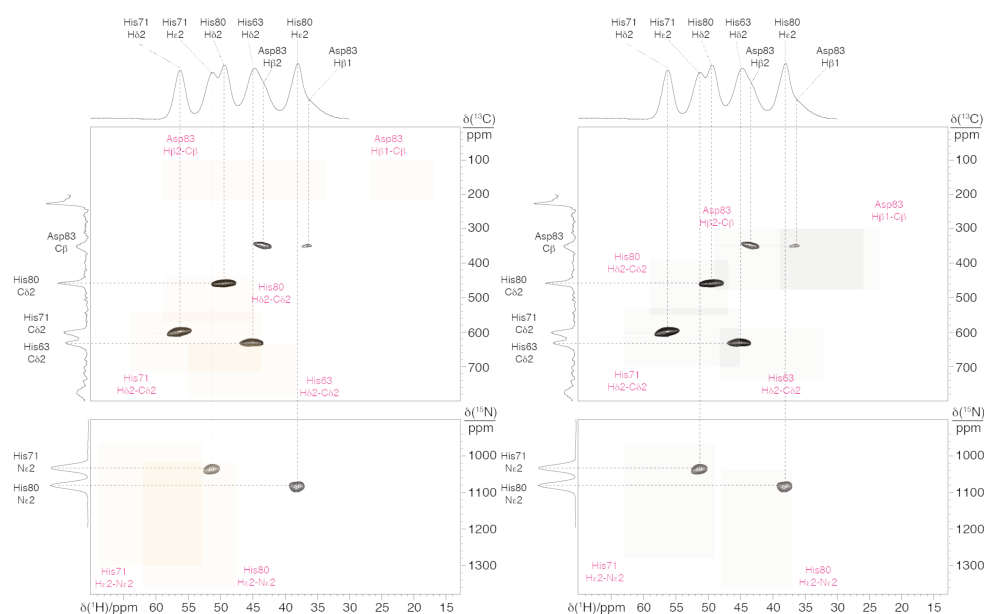 His71
Hδ2
His71
Hε2
His80
Hδ2
His63
Hδ2
Asp83
Hβ2
His80
Hε2
Asp83
Hβ1
δ(¹³C)
ppm
Asp83
Hβ2-Cβ
Asp83
Hβ1-Cβ
100
200
300
400
500
600
700
Asp83
Cβ
His80
Cδ2
His71
Cδ2
His63
Cδ2
His80
Hδ2-Cδ2
His71
Hδ2-Cδ2
His63
Hδ2-Cδ2
δ(¹⁵N)
ppm
1000
1100
1200
1300
His71
Nε2
His80
Nε2
His71
Hε2-Nε2
His80
Hε2-Nε2
δ(¹H)/ppm 60 55 50 45 40 35 30 25 20 15
His71
Hδ2
His71
Hε2
His80
Hδ2
His63
Hδ2
Asp83
Hβ2
His80
Hε2
Asp83
Hβ1
δ(¹³C)
ppm
100
200
300
400
500
600
700
Asp83
Hβ2-Cβ
Asp83
Hβ1-Cβ
Asp83
Cβ
His80
Cδ2
His71
Cδ2
His63
Cδ2
His80
Hδ2-Cδ2
His71
Hδ2-Cδ2
His63
Hδ2-Cδ2
δ(¹⁵N)
ppm
1000
1100
1200
1300
His71
Nε2
His80
Nε2
His71
Hε2-Nε2
His80
Hε2-Nε2
δ(¹H)/ppm 60 55 50 45 40 35 30 25 20 15